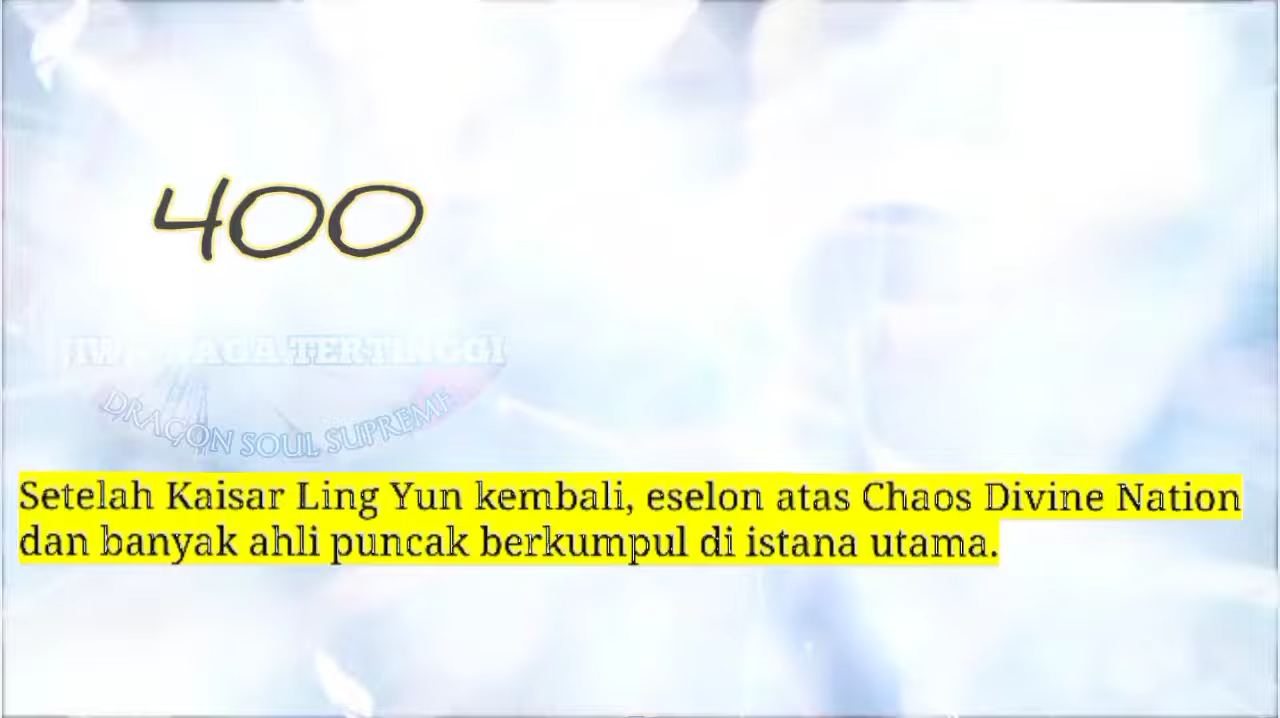 400
TERTINGGI
DRAGON SOUL SUPREME
Setelah Kaisar Ling Yun kembali, eselon atas Chaos Divine Nation
dan banyak ahli puncak berkumpul di istana utama.